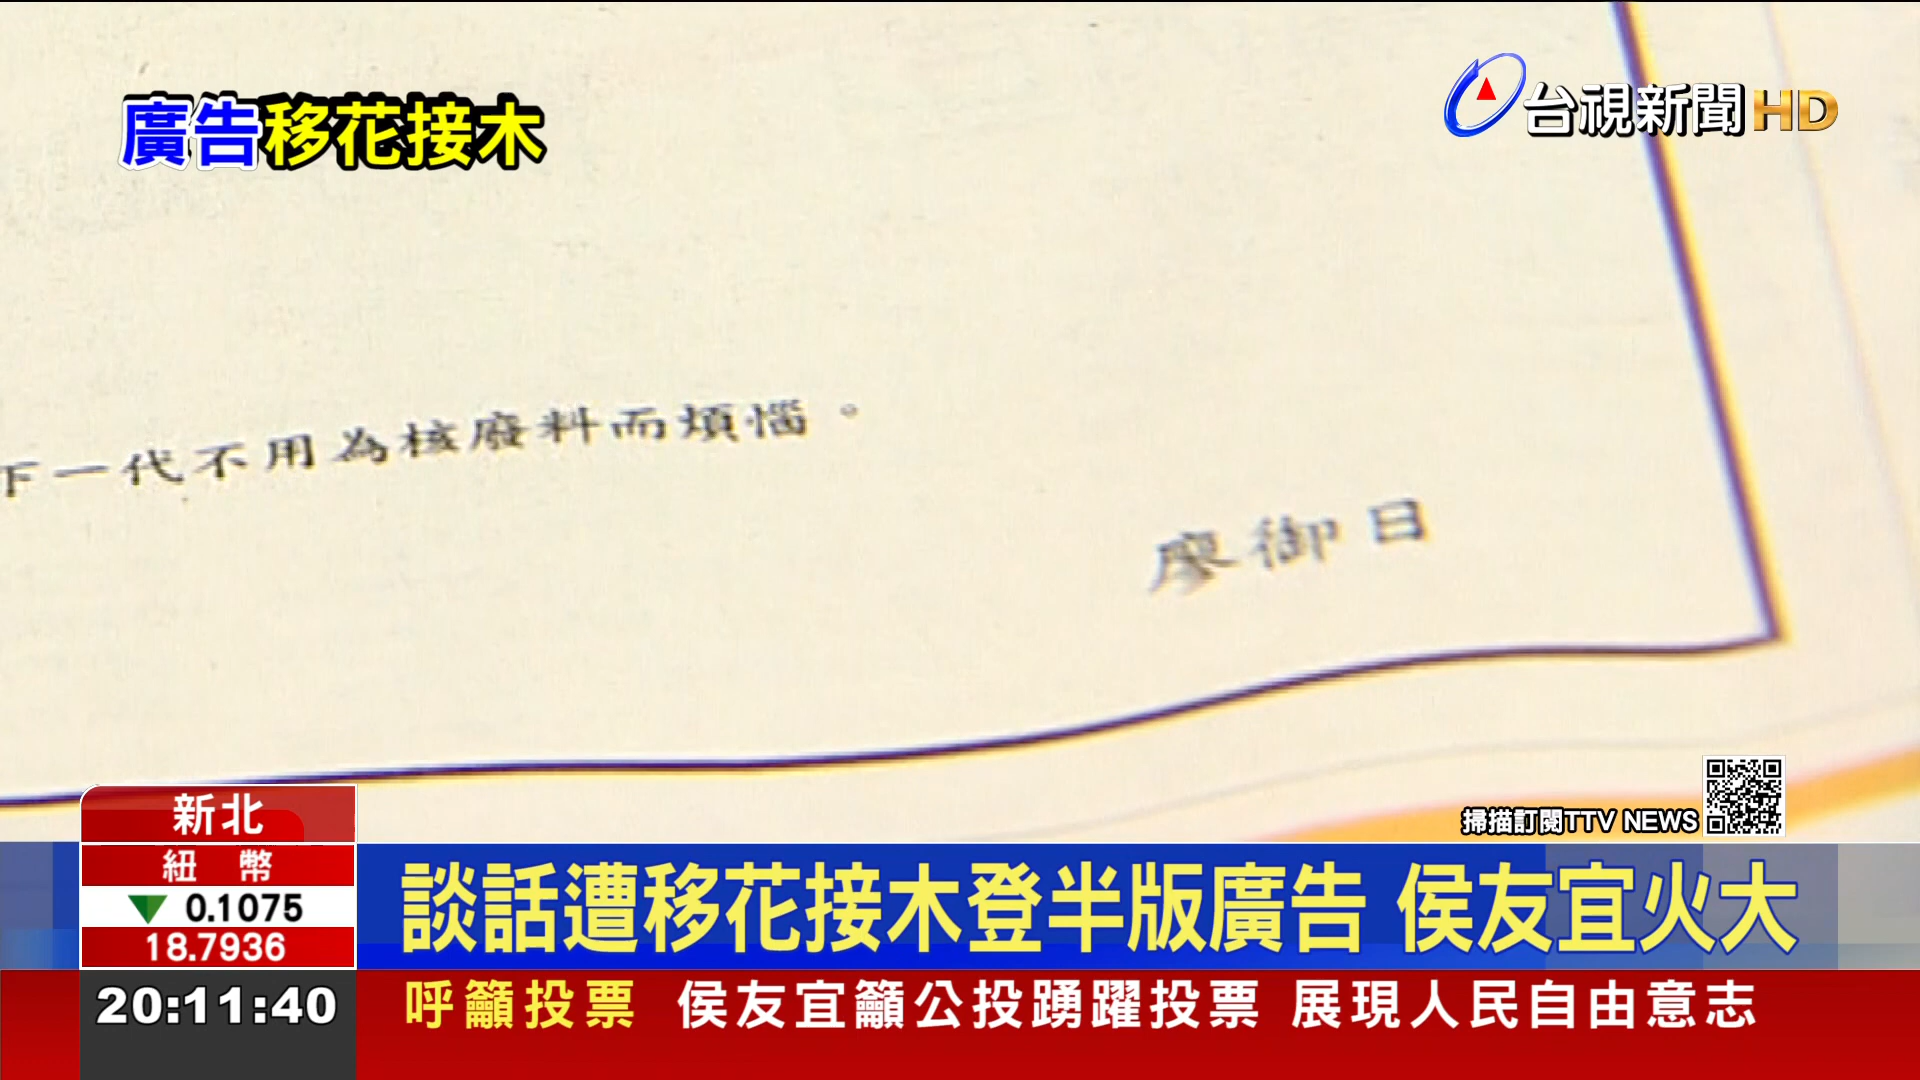 廣告移花接木
台視新聞HD
下一代不用為核廢料而煩惱。
廖御日
掃描訂閱TTV NEWS
新北
紐幣
0.1075
18.7936
談話遭移花接木登半版廣告 侯友宜火大
20:11:40
呼籲投票 侯友宜籲公投踴躍投票 展現人民自由意志